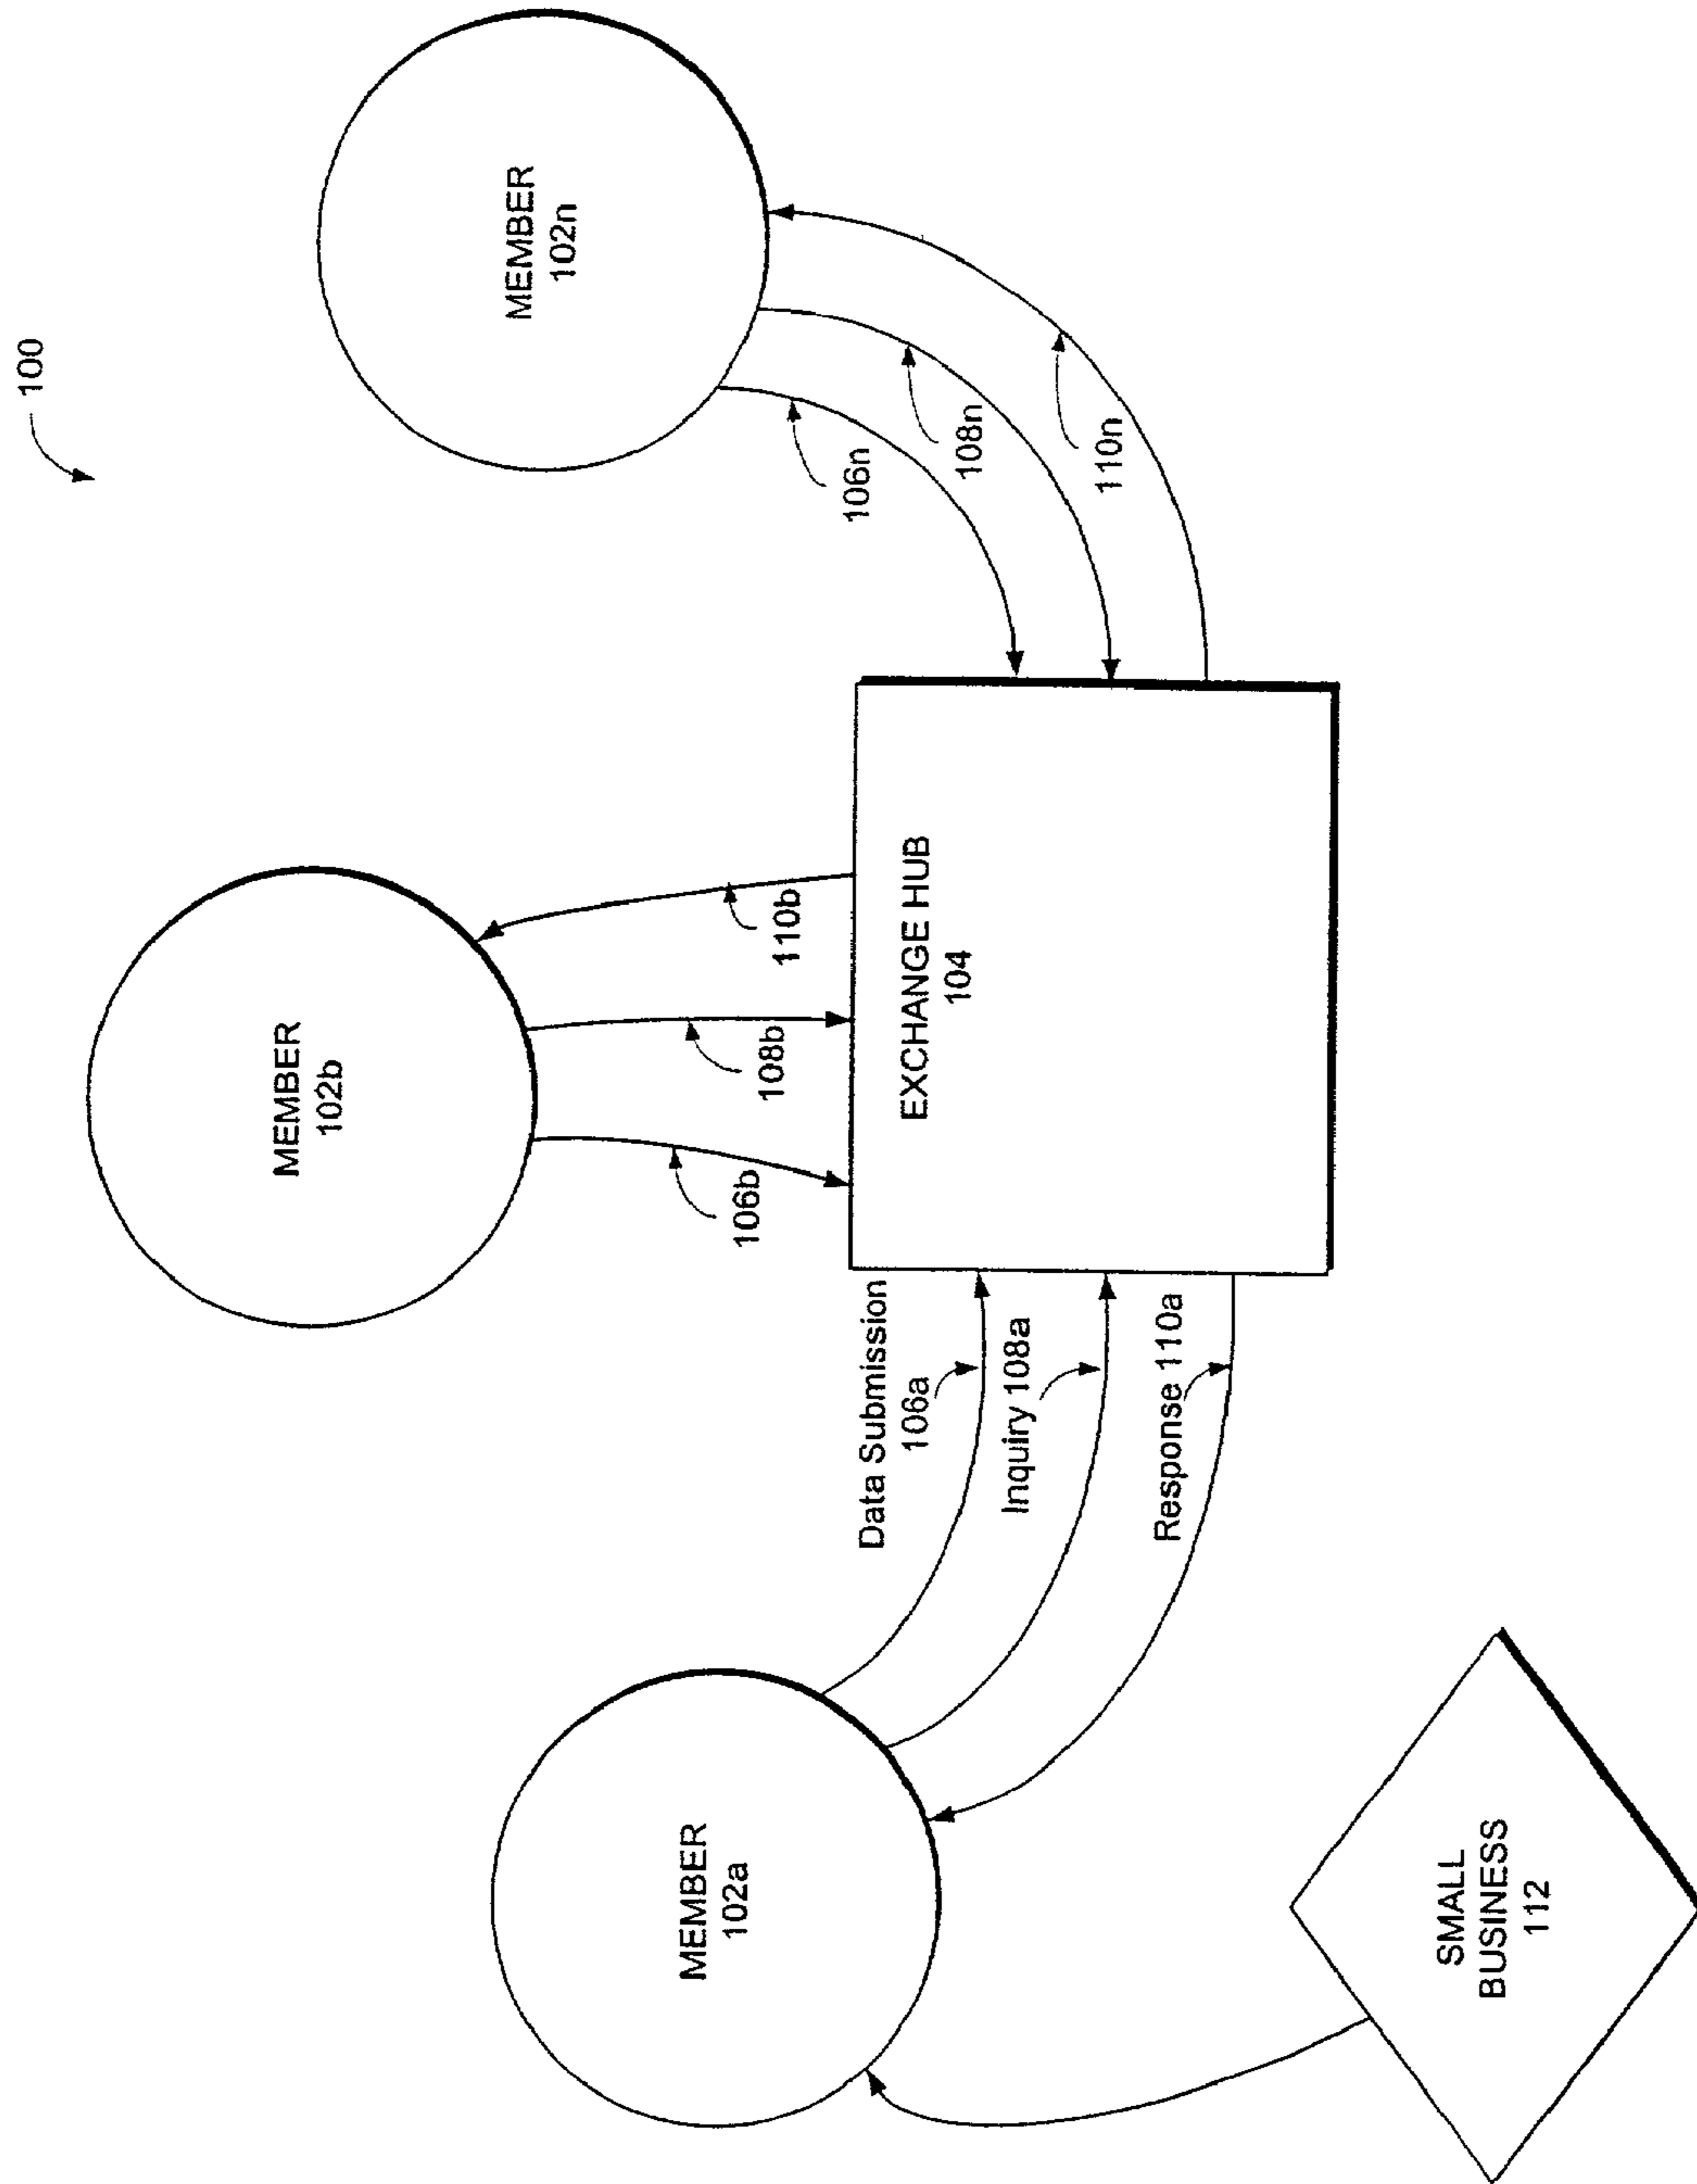 100
MEMBER
102b
MEMBER
102n
MEMBER
102a
106b
108b
110b
106n
108n
110n
Data Submission
106a
Inquiry 108a
Response 110a
EXCHANGE HUB
104
SMALL
BUSINESS
112